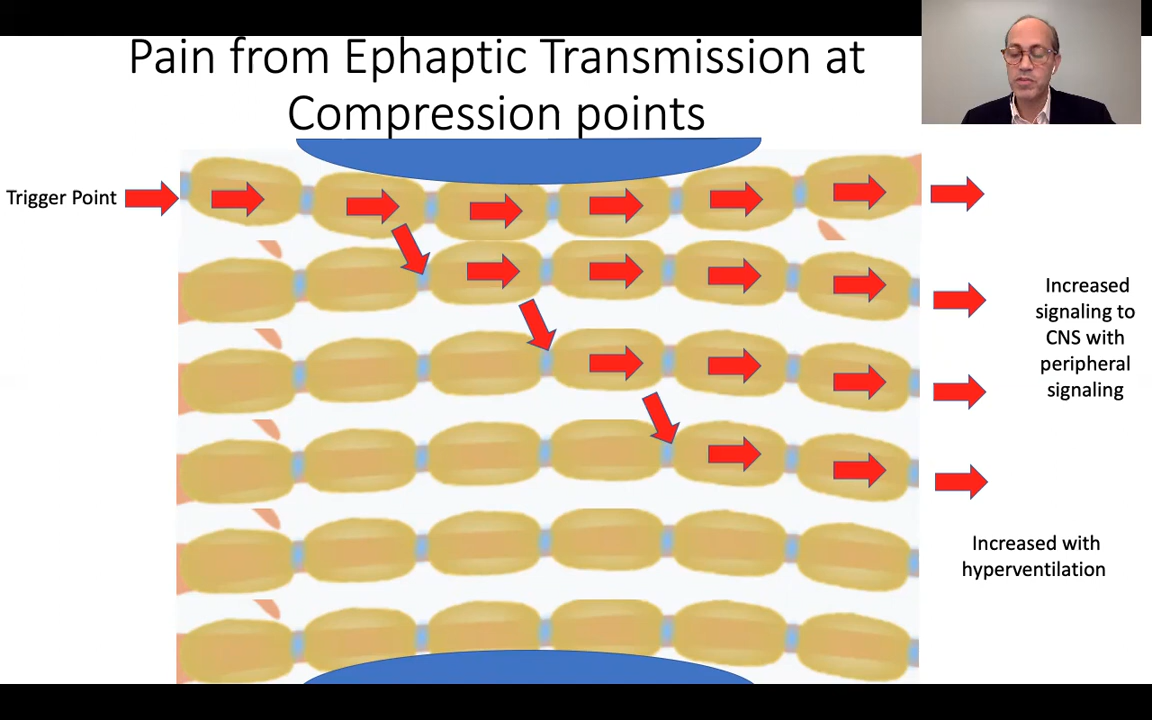 Pain from Ephaptic Transmission at
Compression points
Trigger Point
Increased
signaling to
CNS with
peripheral
signaling
Increased with
hyperventilation